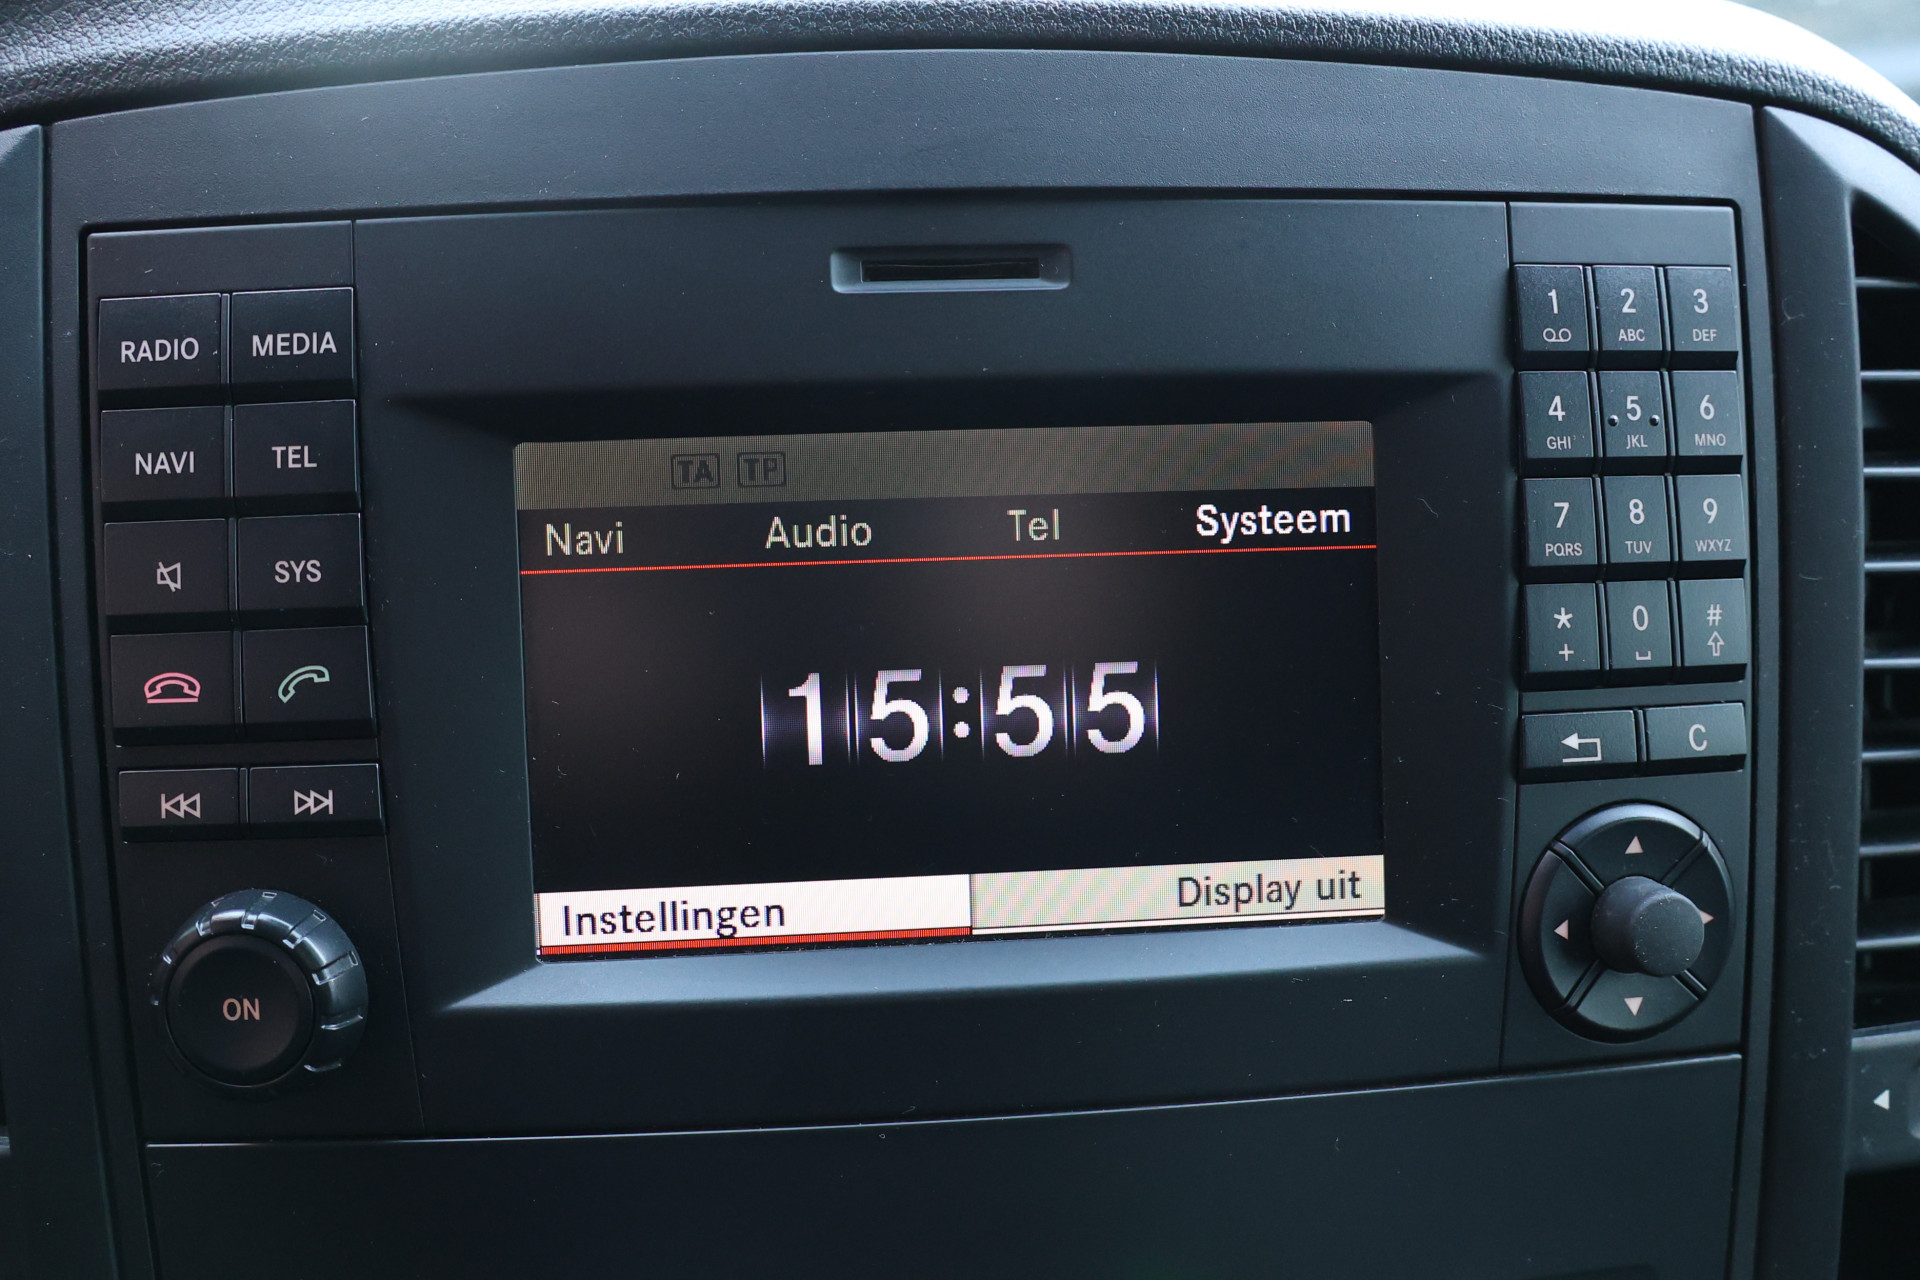 RADIO MEDIA
NAVI TEL
SYS
ON
TA TP
Navi Audio Tel Systeem
15:55
Instellingen Display uit
1 2 3
ABC DEF
4 5 6
GHI JKL MNO
7 8 9
PQRS TUV WXYZ
* 0 #
+
C